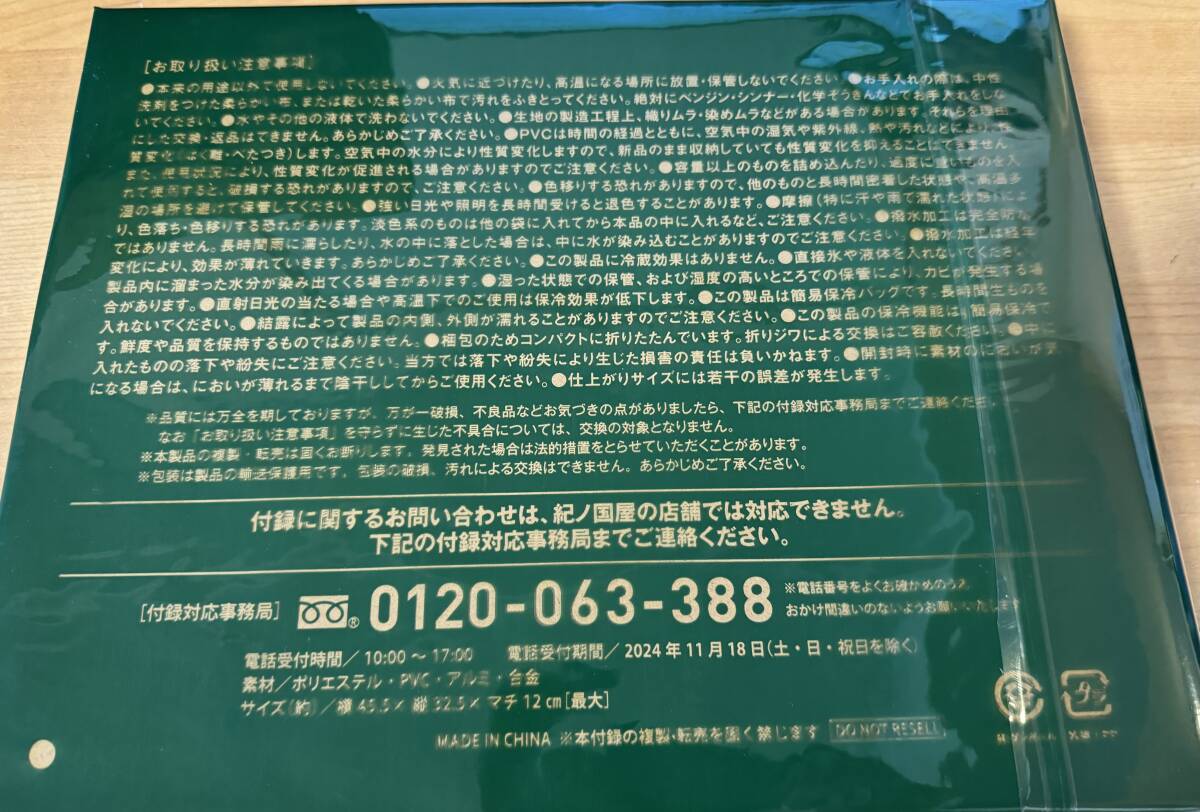 [お取り扱い注意事項]
●本来の用途以外で使用しないでください。●火気に近づけたり、高温になる場所に放置・保管しないでください。●お手入れの際は、中性
洗剤をつけた柔らかい布、または乾いた柔らかい布で汚れをふきとってください。絶対にベンジン・シンナー・化学ぞうきんなどでお手入れをしな
いでください。●水やその他の液体で洗わないでください。●生地の製造工程上、織りムラ・染めムラなどがある場合があります。それらを理由
にした交換・返品はできません。あらかじめご了承ください。●PVCは時間の経過とともに、空気中の湿気や紫外線、熱や汚れなどにより、性
質変化(はく離・べたつき)します。空気中の水分により性質変化しますので、新品のまま収納していても性質変化を抑えることはできません。
また、使用状況により、性質変化が促進される場合がありますのでご注意ください。●容量以上のものを詰め込んだり、過度に重いものを入
れて使用すると、破損する恐れがありますので、ご注意ください。●色移りする恐れがありますので、他のものと長時間密着した状態や、高温多
湿の場所を避けて保管してください。●強い日光や照明を長時間受けると退色することがあります。●摩擦(特に汗や雨で濡れた状態)によ
り、色落ち・色移りする恐れがあります。淡色系のものは他の袋に入れてから本品の中に入れるなど、ご注意ください。●撥水加工は完全防水
ではありません。長時間雨に濡らしたり、水の中に落とした場合は、中に水が染み込むことがありますのでご注意ください。●撥水加工は経年
変化により、効果が薄れていきます。あらかじめご了承ください。●この製品に冷蔵効果はありません。●直接氷や液体を入れないでください。
製品内に溜まった水分が染み出てくる場合があります。●湿った状態での保管、および湿度の高いところでの保管により、カビが発生する場
合があります。●直射日光の当たる場合や高温下でのご使用は保冷効果が低下します。●この製品は簡易保冷バッグです。長時間生ものを
入れないでください。●結露によって製品の内側、外側が濡れることがありますのでご注意ください。●この製品の保冷機能は、簡易保冷で
す。鮮度や品質を保持するものではありません。●梱包のためコンパクトに折りたたんでいます。折りジワによる交換はご容赦ください。●中に
入れたものの落下や紛失にご注意ください。当方では落下や紛失により生じた損害の責任は負いかねます。●開封時に素材のにおいが気
になる場合は、においが薄れるまで陰干ししてからご使用ください。●仕上がりサイズには若干の誤差が発生します。
※品質には万全を期しておりますが、万が一破損、不良品などお気づきの点がありましたら、下記の付録対応事務局までご連絡ください。
なお「お取り扱い注意事項」を守らずに生じた不具合については、交換の対象となりません。
※本製品の複製・転売は固くお断りします。発見された場合は法的措置をとらせていただくことがあります。
※包装は製品の輸送保護用です。包装の破損、汚れによる交換はできません。あらかじめご了承ください。
付録に関するお問い合わせは、紀ノ国屋の店舗では対応できません。
下記の付録対応事務局までご連絡ください。
[付録対応事務局] ® 0120-063-388 ※電話番号をよくお確かめのうえ、
おかけ間違いのないようお願いいたします
電話受付時間／10:00〜17:00 電話受付期間／2024年11月18日(土・日・祝日を除く)
素材／ポリエステル・PVC・アルミ・合金
サイズ(約)／横45.5×縦32.5×マチ12cm[最大]
MADE IN CHINA ※本付録の複製・転売を固く禁じます DO NOT RESELL